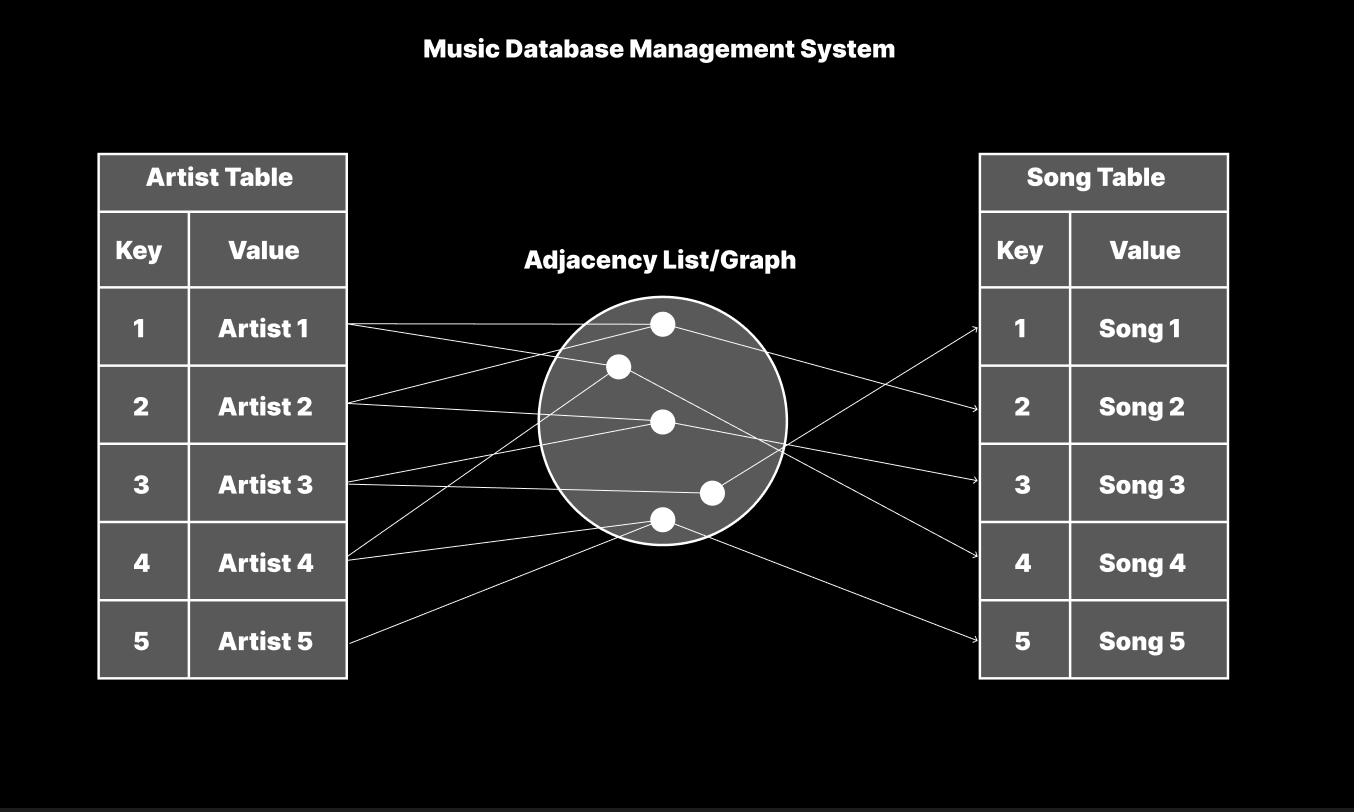 Music Database Management System
Artist Table
Key Value
1 Artist 1
2 Artist 2
3 Artist 3
4 Artist 4
5 Artist 5
Adjacency List/Graph
Song Table
Key Value
1 Song 1
2 Song 2
3 Song 3
4 Song 4
5 Song 5